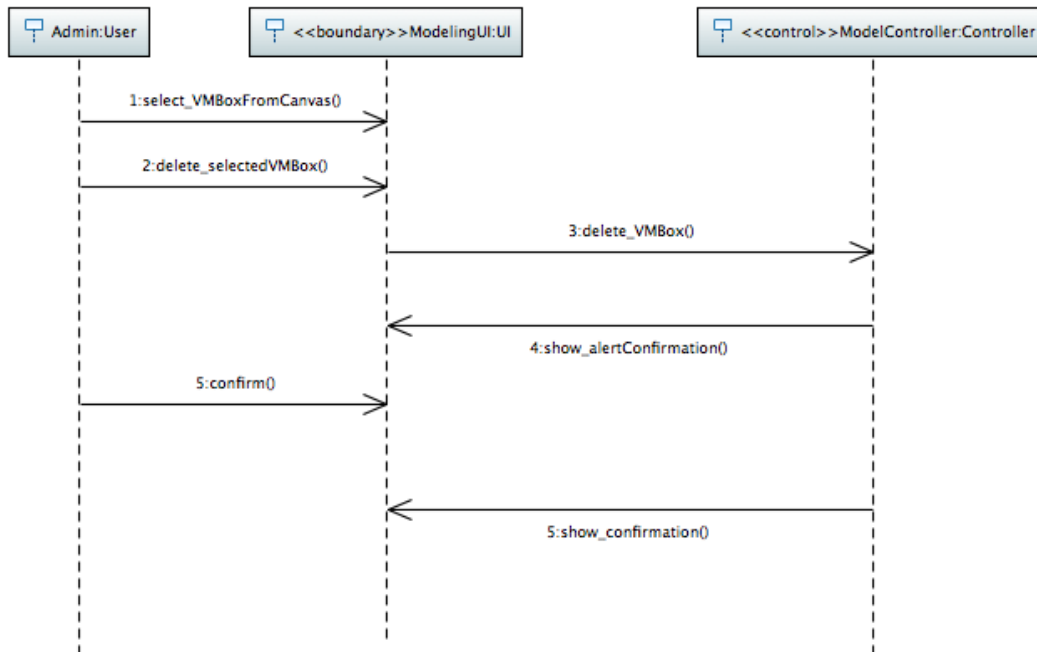 Admin:User
<<boundary>>ModelingUI:UI
<<control>>ModelController:Controller
1:select_VMBoxFromCanvas()
2:delete_selectedVMBox()
3:delete_VMBox()
4:show_alertConfirmation()
5:confirm()
5:show_confirmation()